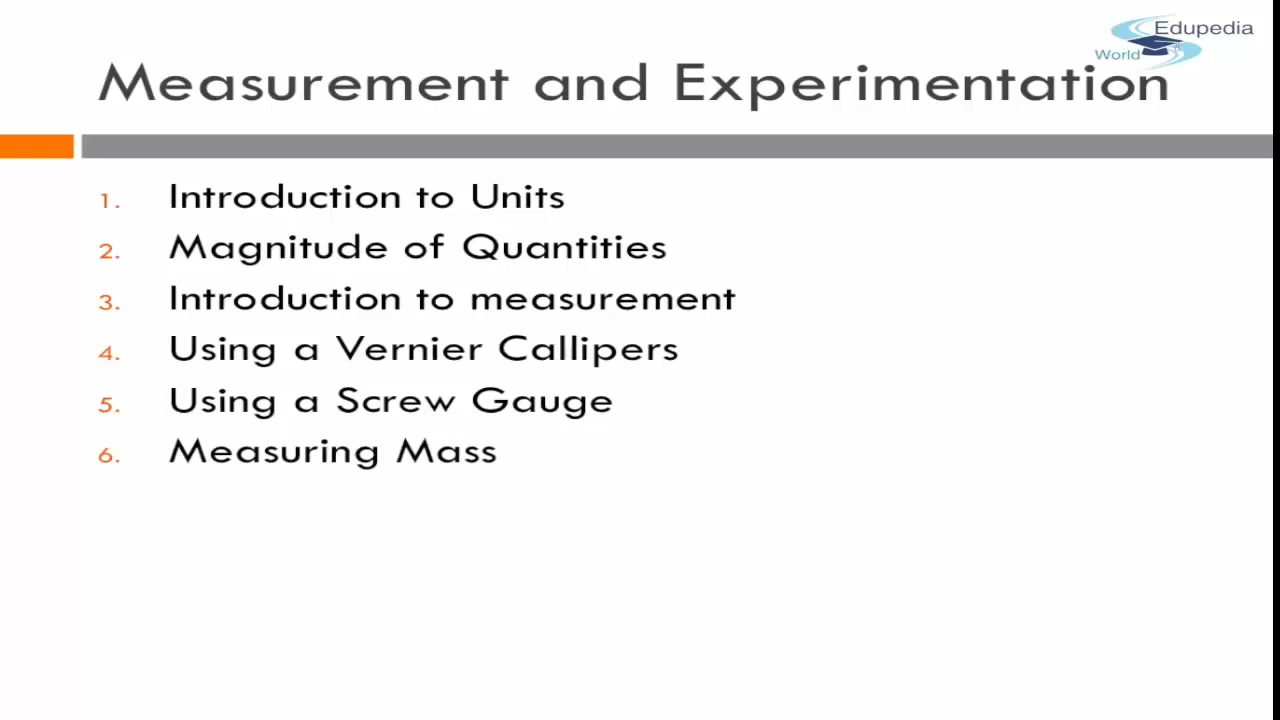 Edupedia
World
Measurement and Experimentation
1. Introduction to Units
2. Magnitude of Quantities
3. Introduction to measurement
4. Using a Vernier Callipers
5. Using a Screw Gauge
6. Measuring Mass